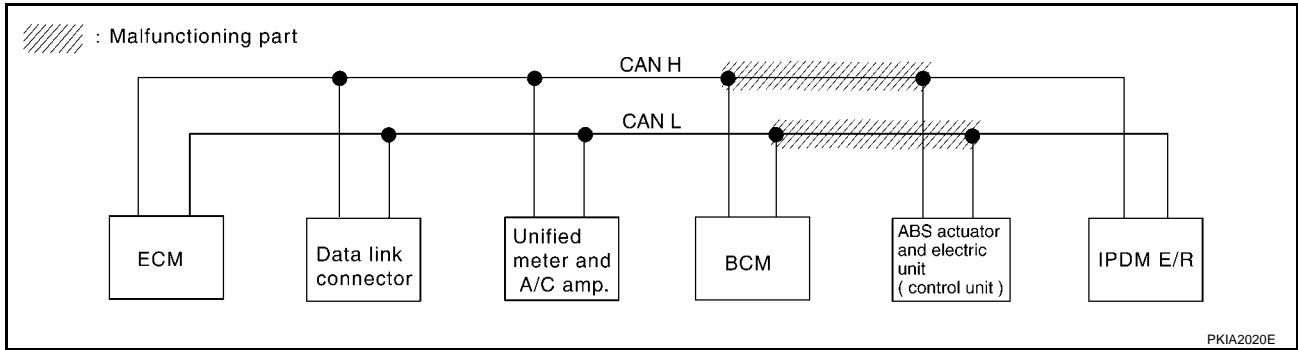 : Malfunctioning part
CAN H
CAN L
ECM
Data link
connector
Unified
meter and
A/C amp.
BCM
ABS actuator
and electric
unit
( control unit )
IPDM E/R
PKIA2020E